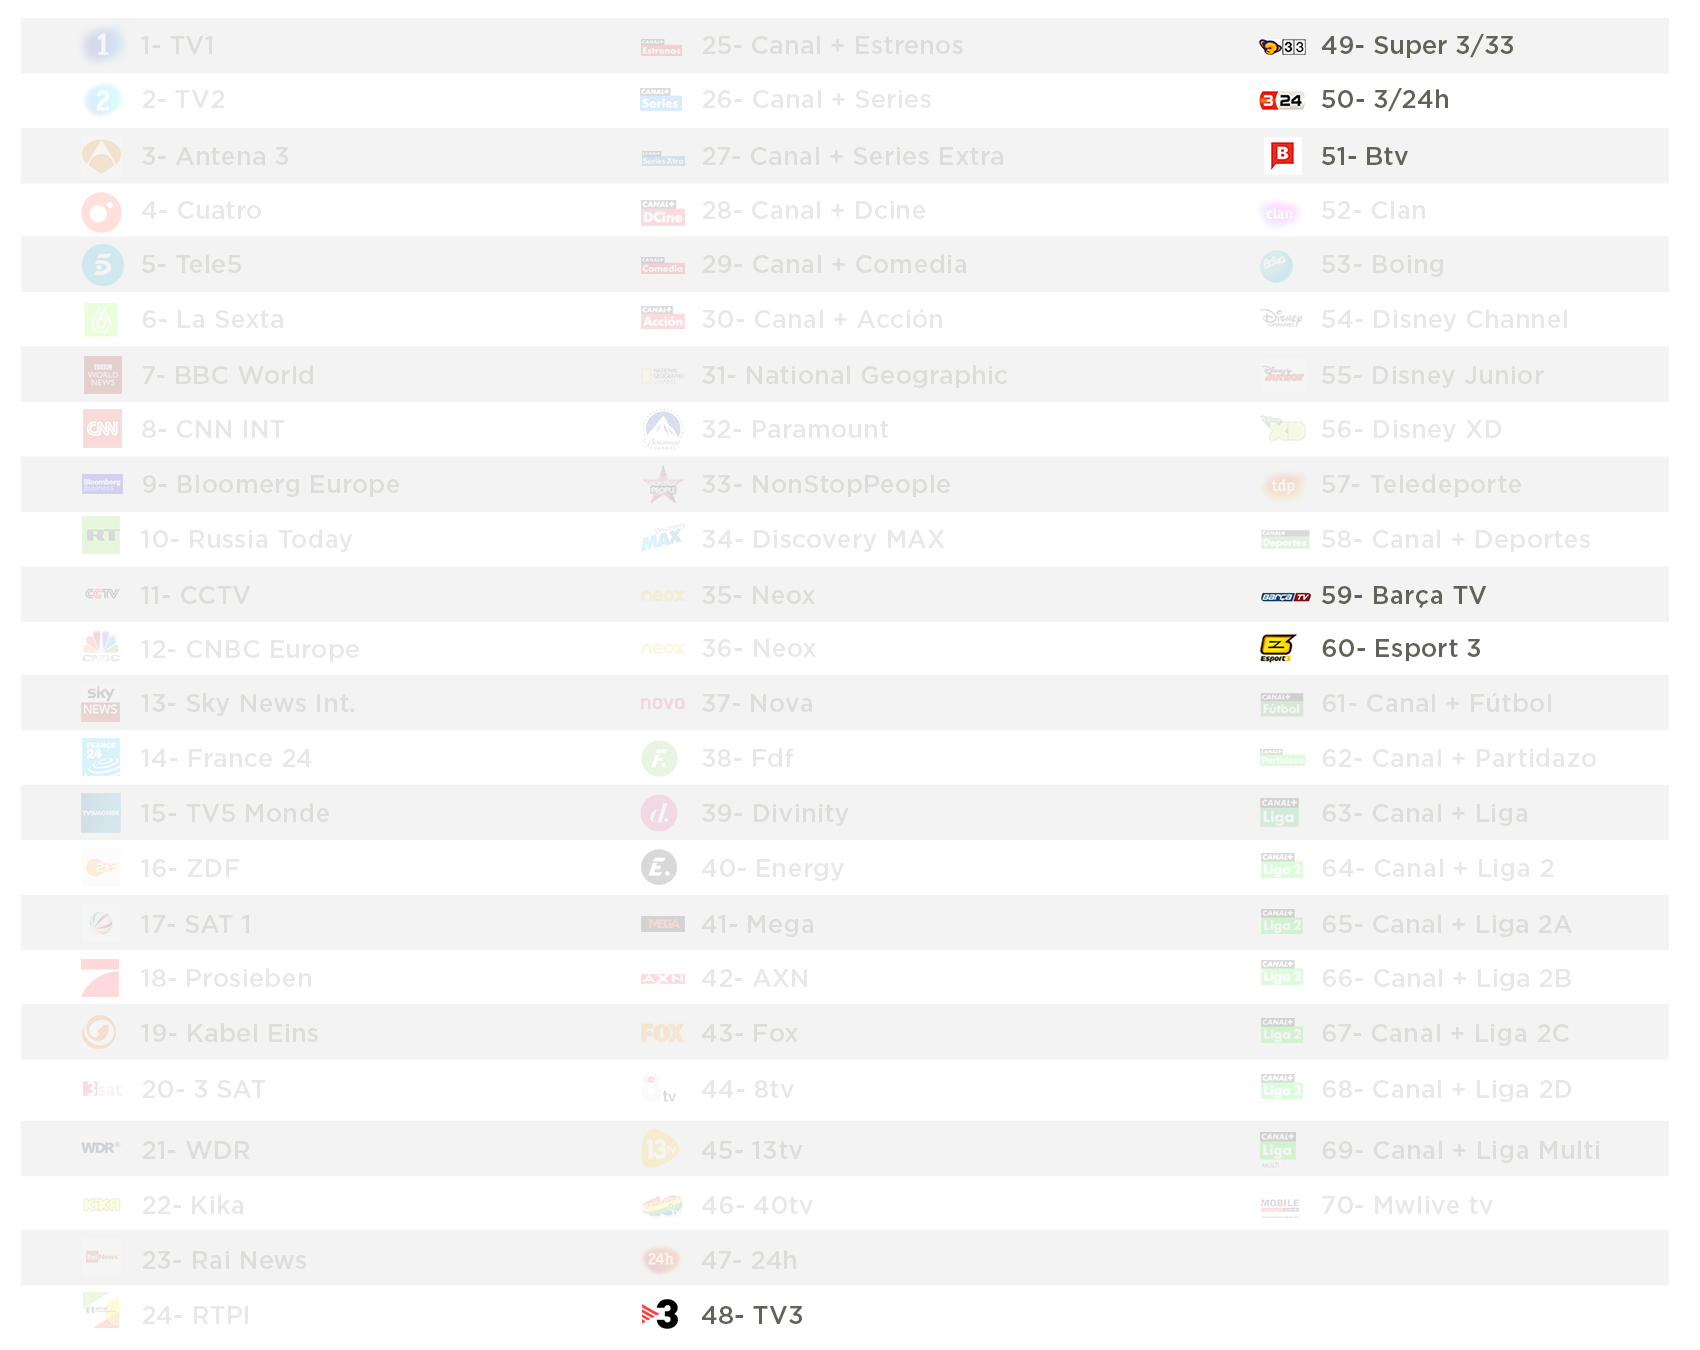 1- TV1
2- TV2
3- Antena 3
4- Cuatro
5- Tele5
6- La Sexta
7- BBC World
8- CNN INT
9- Bloomerg Europe
10- Russia Today
11- CCTV
12- CNBC Europe
13- Sky News Int.
14- France 24
15- TV5 Monde
16- ZDF
17- SAT 1
18- Prosieben
19- Kabel Eins
20- 3 SAT
21- WDR
22- Kika
23- Rai News
24- RTPI
25- Canal + Estrenos
26- Canal + Series
27- Canal + Series Extra
28- Canal + Dcine
29- Canal + Comedia
30- Canal + Acción
31- National Geographic
32- Paramount
33- NonStopPeople
34- Discovery MAX
35- Neox
36- Neox
37- Nova
38- Fdf
39- Divinity
40- Energy
41- Mega
42- AXN
43- Fox
44- 8tv
45- 13tv
46- 40tv
47- 24h
48- TV3
49- Super 3/33
50- 3/24h
51- Btv
52- Clan
53- Boing
54- Disney Channel
55- Disney Junior
56- Disney XD
57- Teledeporte
58- Canal + Deportes
59- Barça TV
60- Esport 3
61- Canal + Fútbol
62- Canal + Partidazo
63- Canal + Liga
64- Canal + Liga 2
65- Canal + Liga 2A
66- Canal + Liga 2B
67- Canal + Liga 2C
68- Canal + Liga 2D
69- Canal + Liga Multi
70- Mwlive tv